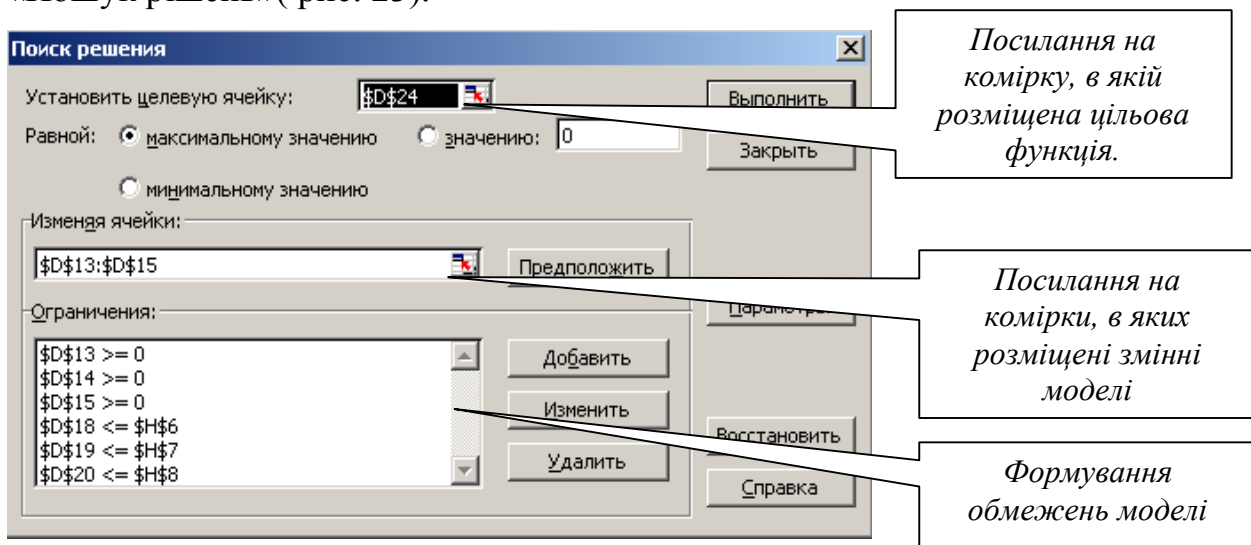 Поиск решения
Установить целевую ячейку: $D$24
Выполнить
Равной: максимальному значению значению: 0
Закрыть
минимальному значению
Изменяя ячейки:
$D$13:$D$15
Предположить
Ограничения:
$D$13 >= 0
$D$14 >= 0
$D$15 >= 0
$D$18 <= $H$6
$D$19 <= $H$7
$D$20 <= $H$8
Добавить
Изменить
Удалить
Восстановить
Справка
Посилання на
комірку, в якій
розміщена цільова
функція.
Посилання на
комірки, в яких
розміщені змінні
моделі
Формування
обмежень моделі